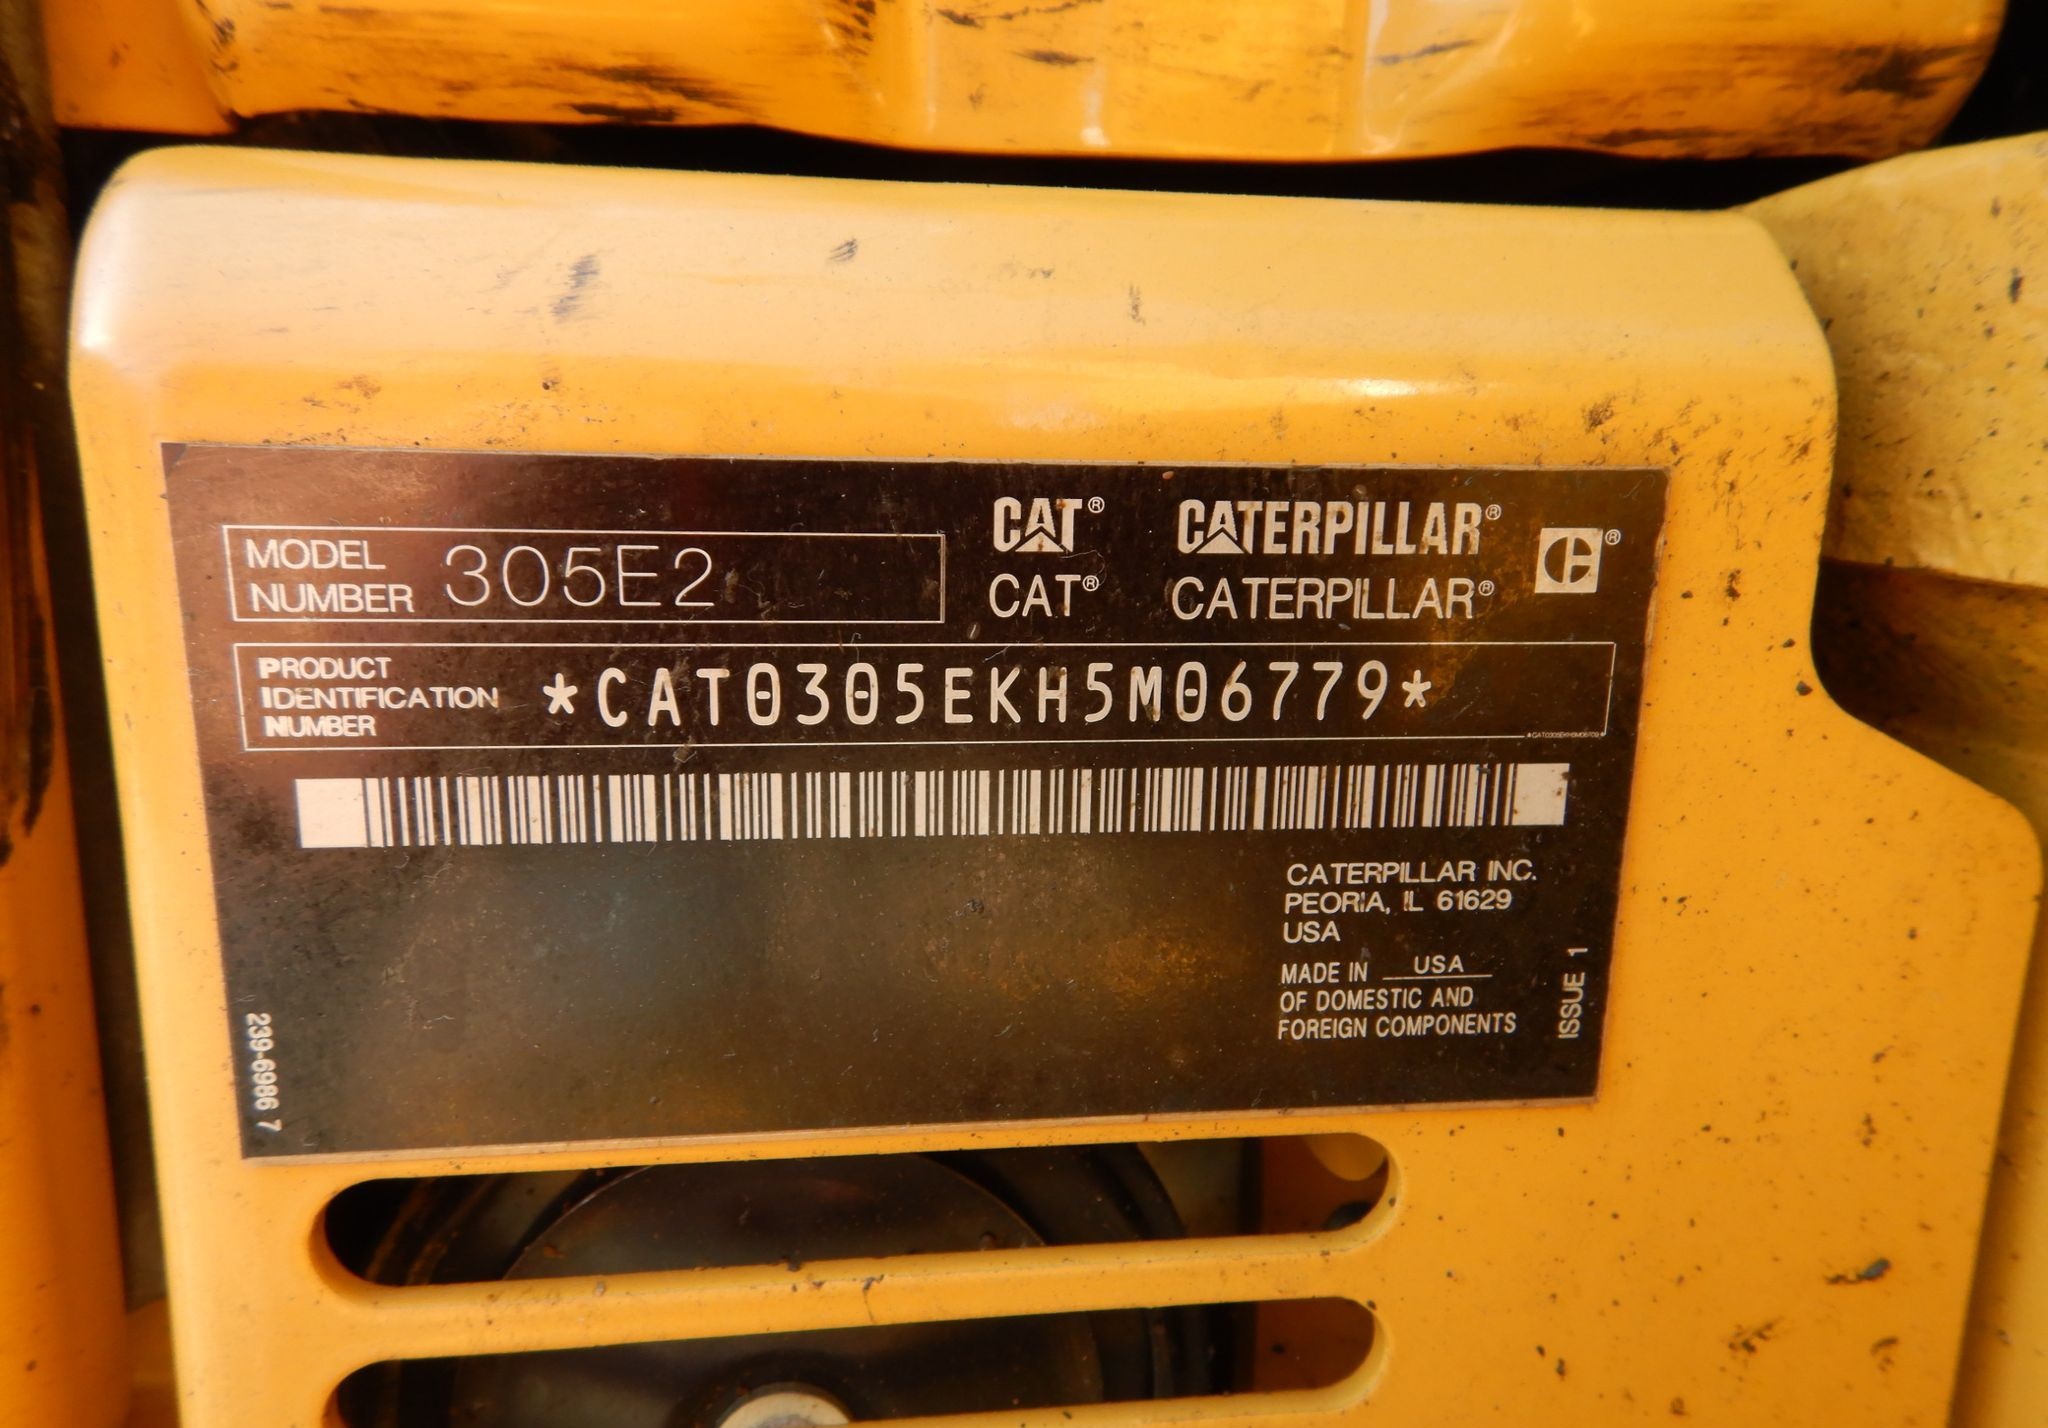 CAT® CATERPILLAR®
MODEL
NUMBER
305E2
CAT® CATERPILLAR®
PRODUCT
IDENTIFICATION
NUMBER
*CAT0305EKH5M06779*
CATERPILLAR INC.
PEORIA, IL 61629
USA
MADE IN USA
OF DOMESTIC AND
FOREIGN COMPONENTS
ISSUE 1
239-6986 7